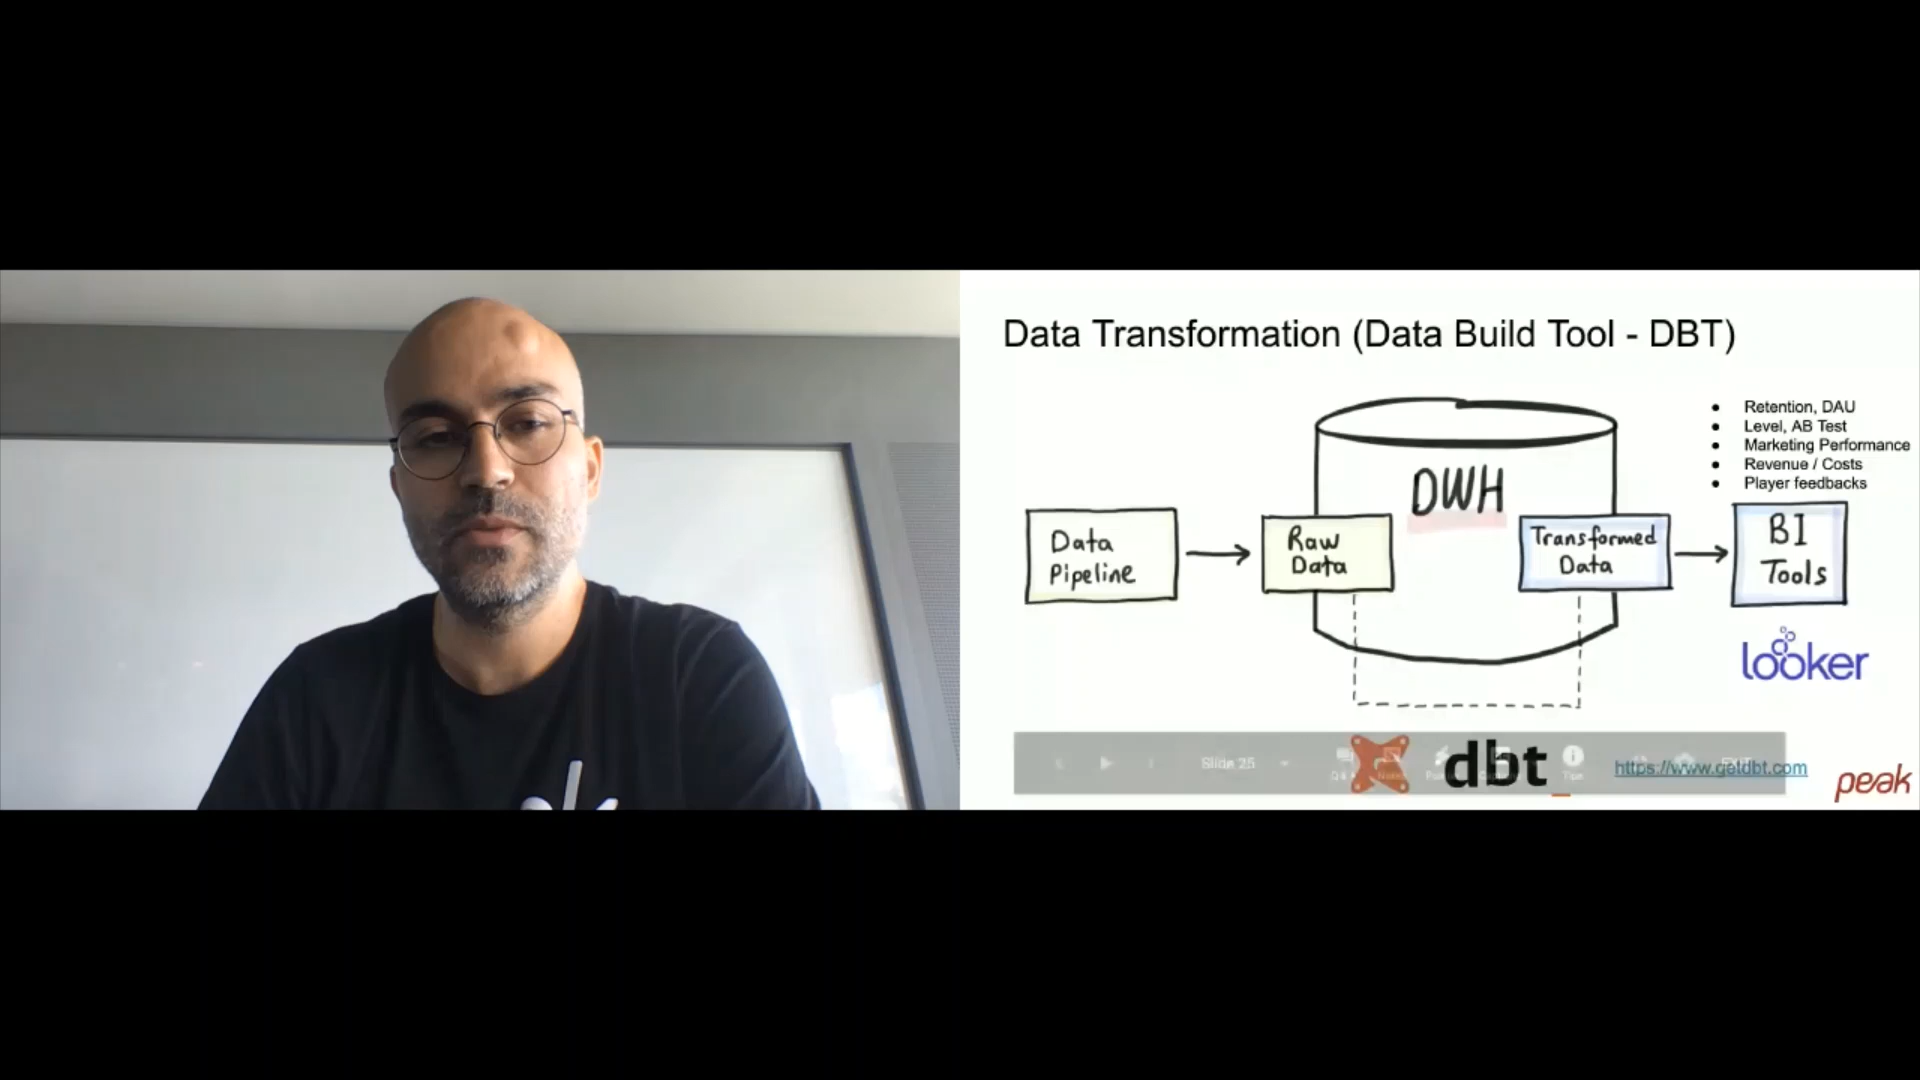 Data Transformation (Data Build Tool - DBT)
Retention, DAU
Level, AB Test
Marketing Performance
Revenue / Costs
Player feedbacks
DWH
Data
Pipeline
Raw
Data
Transformed
Data
BI
Tools
looker
Slide 25
dbt
Tips
https://www.getdbt.com
peak